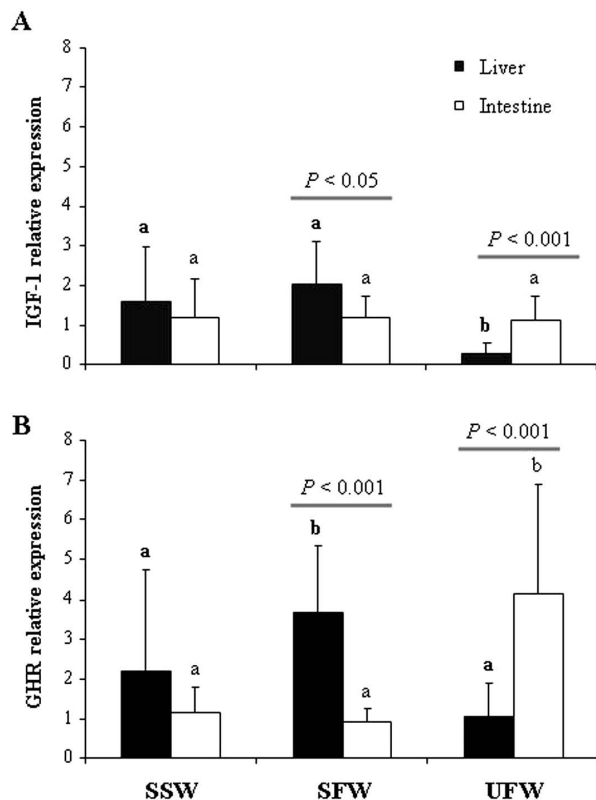 A
8
7
6
5
4
3
2
1
0
IGF-1 relative expression
Liver
Intestine
P < 0.05
P < 0.001
a
a
a
a
b
a
B
8
7
6
5
4
3
2
1
0
GHR relative expression
P < 0.001
P < 0.001
a
a
b
a
a
b
SSW
SFW
UFW